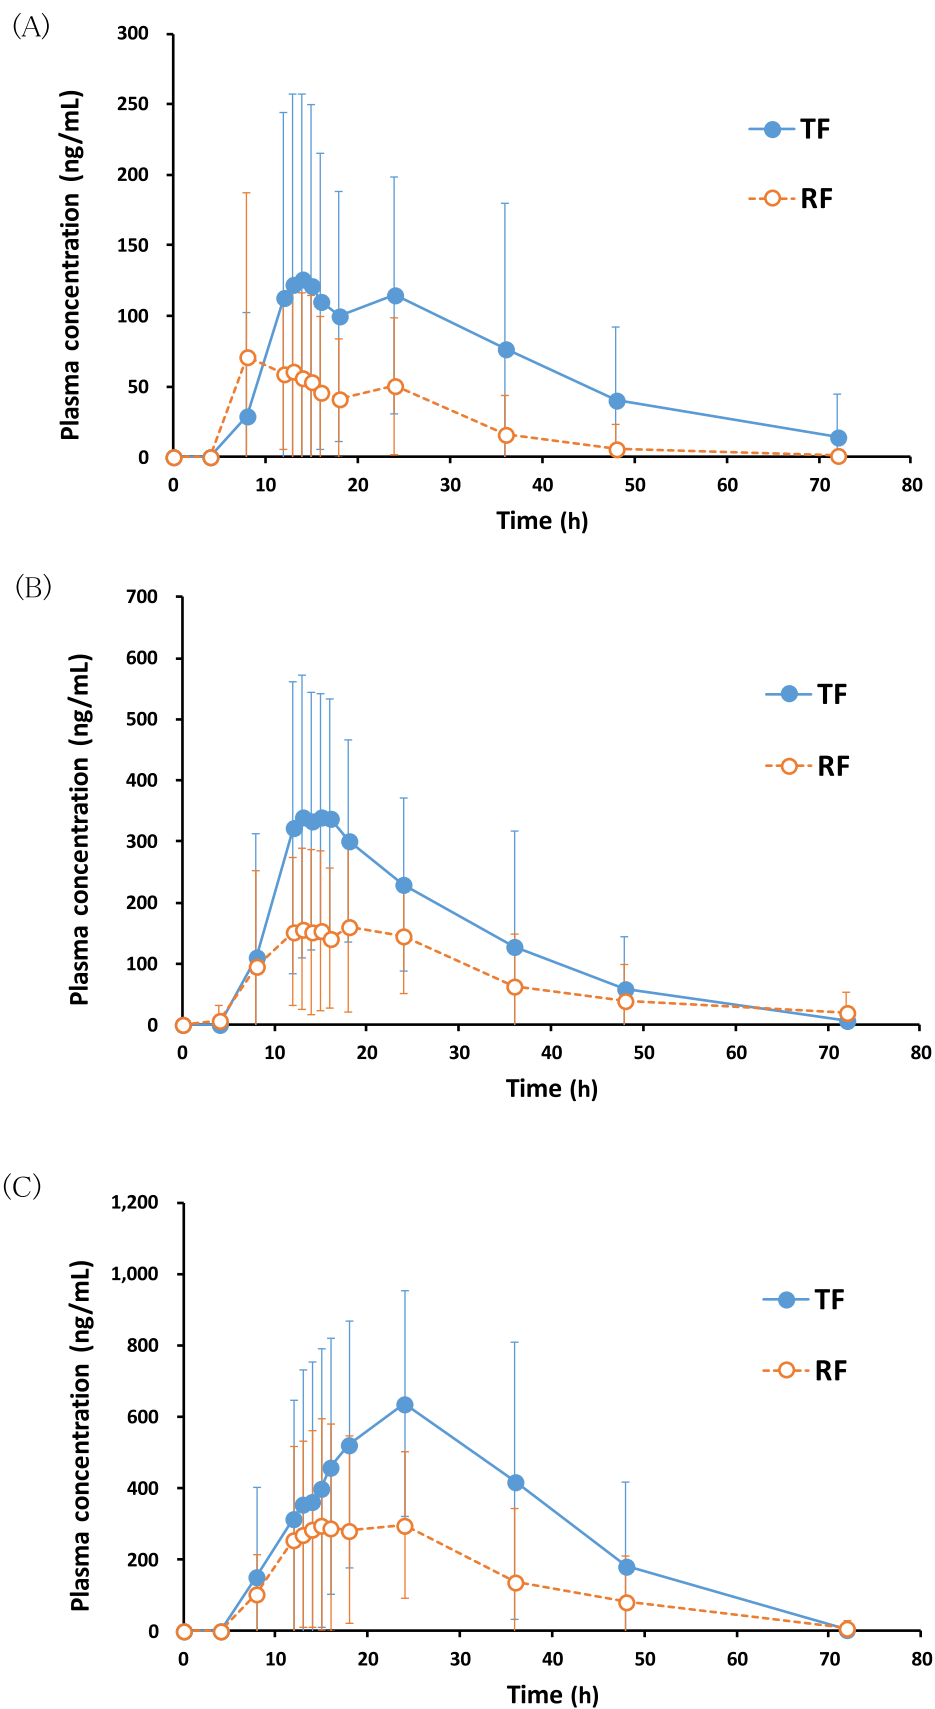 (A)
Plasma concentration (ng/mL)
300
250
200
150
100
50
0
TF
RF
0 10 20 30 40 50 60 70 80
Time (h)
(B)
Plasma concentration (ng/mL)
700
600
500
400
300
200
100
0
TF
RF
0 10 20 30 40 50 60 70 80
Time (h)
(C)
Plasma concentration (ng/mL)
1,200
1,000
800
600
400
200
0
TF
RF
0 10 20 30 40 50 60 70 80
Time (h)